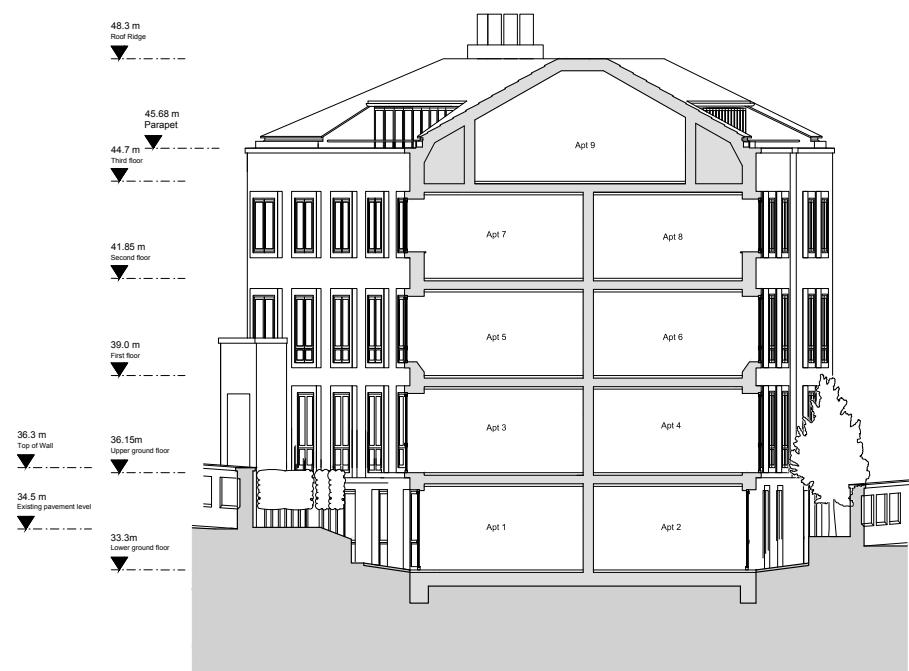 48.3 m
Roof Ridge
45.68 m
Parapet
44.7 m
Third floor
Apt 9
Apt 7
Apt 8
41.85 m
Second floor
Apt 5
Apt 6
39.0 m
First floor
Apt 3
Apt 4
36.3 m
Top of Wall
36.15m
Upper ground floor
34.5 m
Existing pavement level
Apt 1
Apt 2
33.3m
Lower ground floor